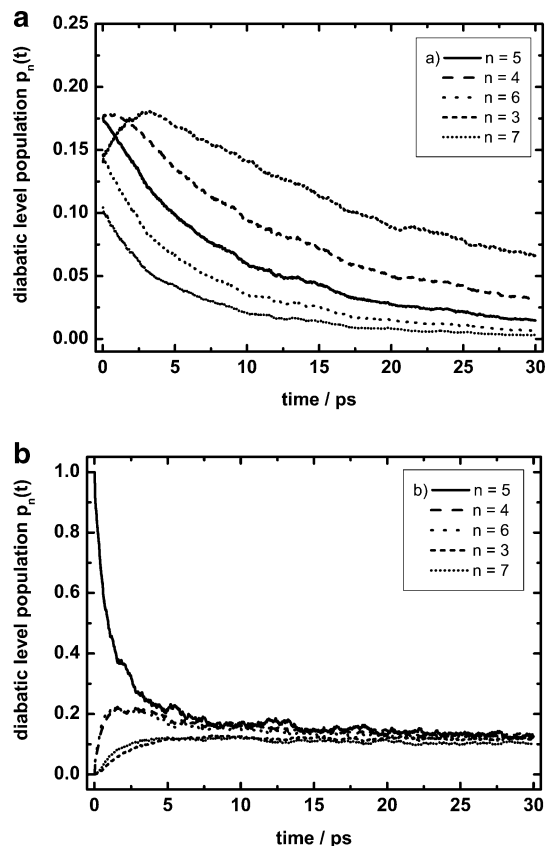 a
0.25
0.20
0.15
0.10
0.05
0.00
diabatic level population pn(t)
a) n = 5
n = 4
n = 6
n = 3
n = 7
0 5 10 15 20 25 30
time / ps
b
1.0
0.8
0.6
0.4
0.2
0.0
diabatic level population pn(t)
b) n = 5
n = 4
n = 6
n = 3
n = 7
0 5 10 15 20 25 30
time / ps